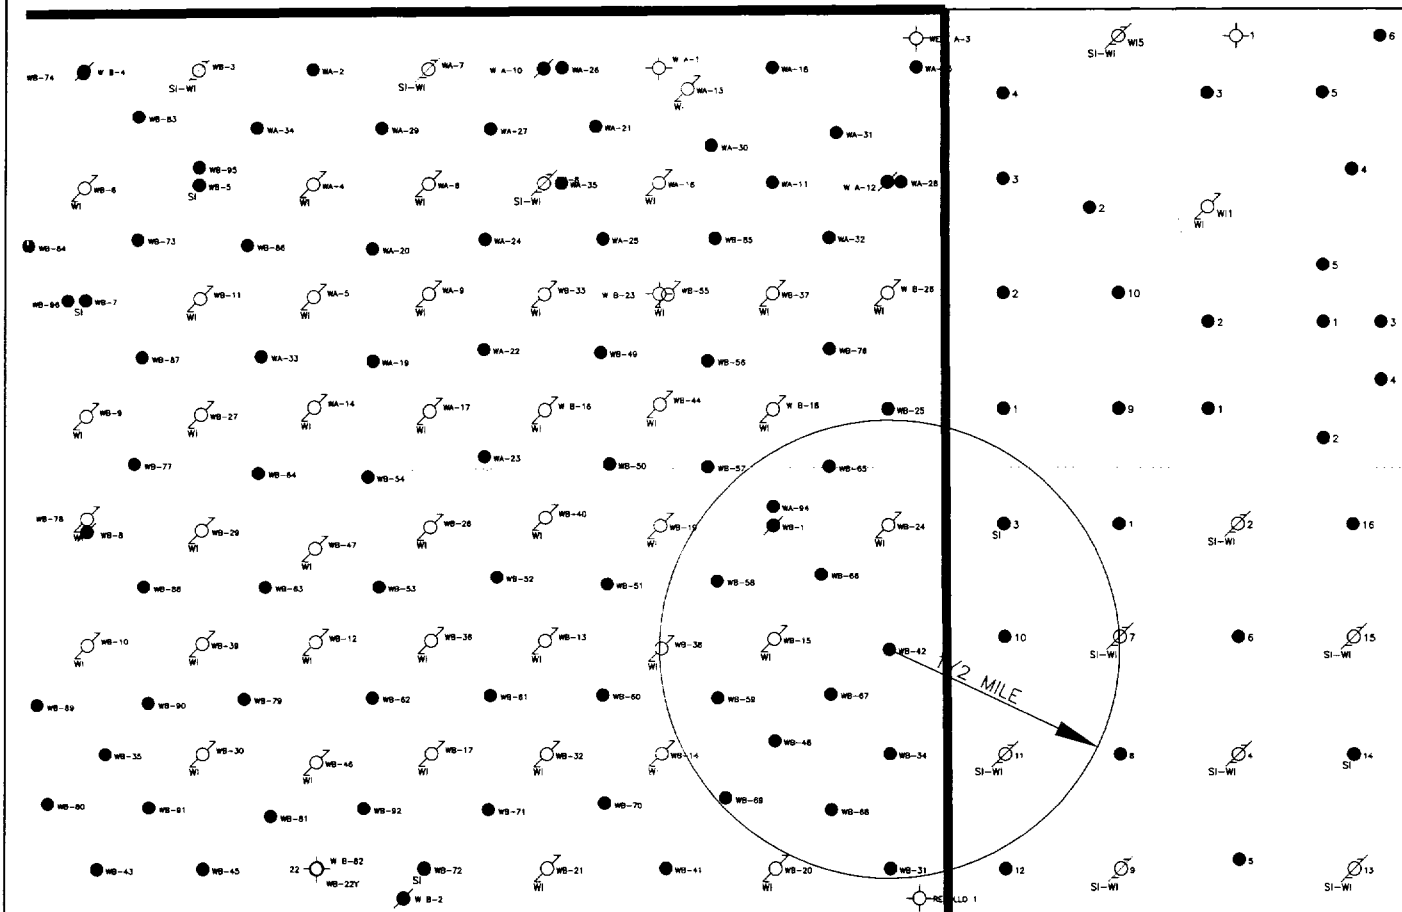 WA-3 WI5 1 6
SI-WI
WB-74 W B-4 WB-3 WA-2 WA-7 W A-10 WA-26 W A-1 WA-18
SI-WI SI-WI WA-13 4 3 5
WI
WB-83 WA-34 WA-29 WA-27 WA-21 WA-30 WA-31
WB-95 4
WB-6 WB-5 WA-4 WA-6 WA-35 WA-16 WA-11 W A-12 WA-28 3
WI SI WI WI SI-WI WI 2 WI1
WI
WB-84 WB-73 WB-86 WA-20 WA-24 WA-25 WB-85 WA-32
5
WB-96 WB-7 WB-11 WA-5 WA-9 WB-33 W B-23 WB-55 WB-37 W B-26 2 10
SI WI WI WI WI WI WI WI
2 1 3
WB-87 WA-33 WA-19 WA-22 WB-49 WB-56 WB-76
4
WB-9 WB-27 WA-14 WA-17 W B-16 WB-44 W B-18 WB-25 1 9 1
WI WI WI WI WI WI WI
2
WB-77 WB-64 WB-54 WA-23 WB-50 WB-57 WB-65
WA-94
WB-78 WB-8 WB-29 WB-47 WB-28 WB-40 WB-19 WB-1 WB-24 3 1 2 16
WI WI WI WI WI WI WI SI SI-WI
WB-88 WB-63 WB-53 WB-52 WB-51 WB-58 WB-66
WB-10 WB-39 WB-12 WB-36 WB-13 WB-38 WB-15 WB-42 10 7 6 15
WI WI WI WI WI WI WI SI-WI SI-WI
1/2 MILE
WB-89 WB-90 WB-79 WB-62 WB-61 WB-60 WB-59 WB-67
WB-35 WB-30 WB-46 WB-17 WB-32 WB-14 WB-48 WB-34 11 8 4 14
WI WI WI WI WI SI-WI SI-WI SI
WB-80 WB-91 WB-81 WB-92 WB-71 WB-70 WB-69 WB-68
WB-43 WB-45 22 W B-82 WB-72 WB-21 WB-41 WB-20 WB-31 12 9 5 13
WB-22Y SI WI WI SI-WI SI-WI
W B-2 1